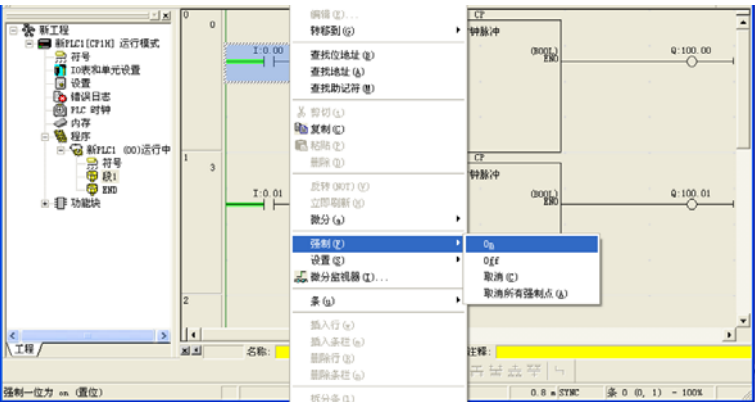 新工程
新PLC1[CP1H] 运行模式
符号
IO表和单元设置
设置
错误日志
PLC 时钟
内存
程序
新PLC1 (00)运行中
符号
段1
END
功能块
工程
0
0
I:0.00
CP
钟脉冲
(BOOL)
END
Q:100.00
1
3
I:0.01
CP
钟脉冲
(BOOL)
END
Q:100.01
2
编辑(I)...
转移到(G)
查找位地址(B)
查找地址(A)
查找助记符(M)
剪切(t)
复制(C)
粘贴(P)
删除(D)
反转(NOT)(V)
立即刷新(X)
微分(a)
强制(F)
设置(S)
微分监视器(I)...
条(u)
插入行(e)
插入条柱(m)
删除行(R)
删除条柱(n)
拆分条(l)
On
Off
取消(C)
取消所有强制点(A)
名称:
注释:
强制一位为 on (置位)
0.8 m SYNC
条 0 (0, 1) - 100%